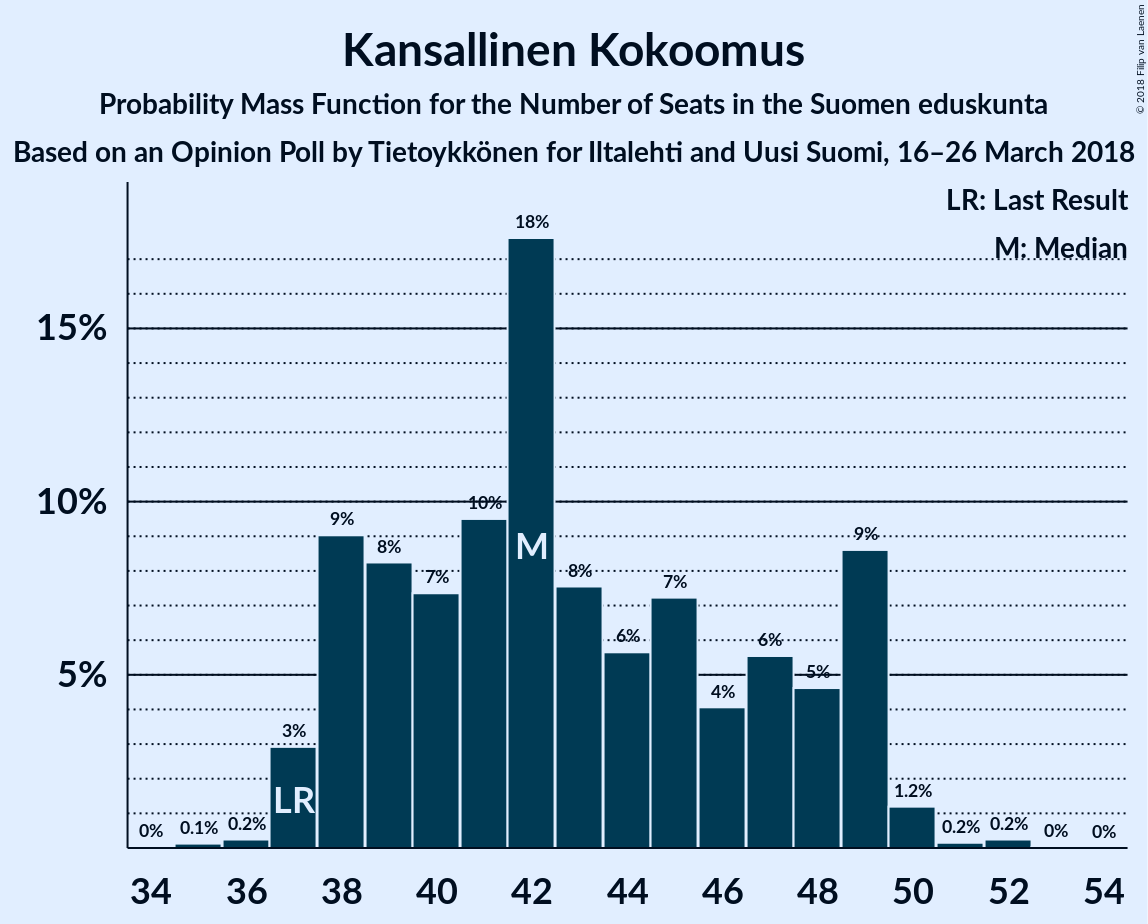 Kansallinen Kokoomus
Probability Mass Function for the Number of Seats in the Suomen eduskunta
Based on an Opinion Poll by Tietoykkönen for Iltalehti and Uusi Suomi, 16–26 March 2018
© 2018 Filip van Laenen
LR: Last Result
M: Median
15%
10%
5%
0%
0.1%
0.2%
3%
9%
8%
7%
10%
18%
8%
6%
7%
4%
6%
5%
9%
1.2%
0.2%
0.2%
0%
0%
LR
M
34 36 38 40 42 44 46 48 50 52 54